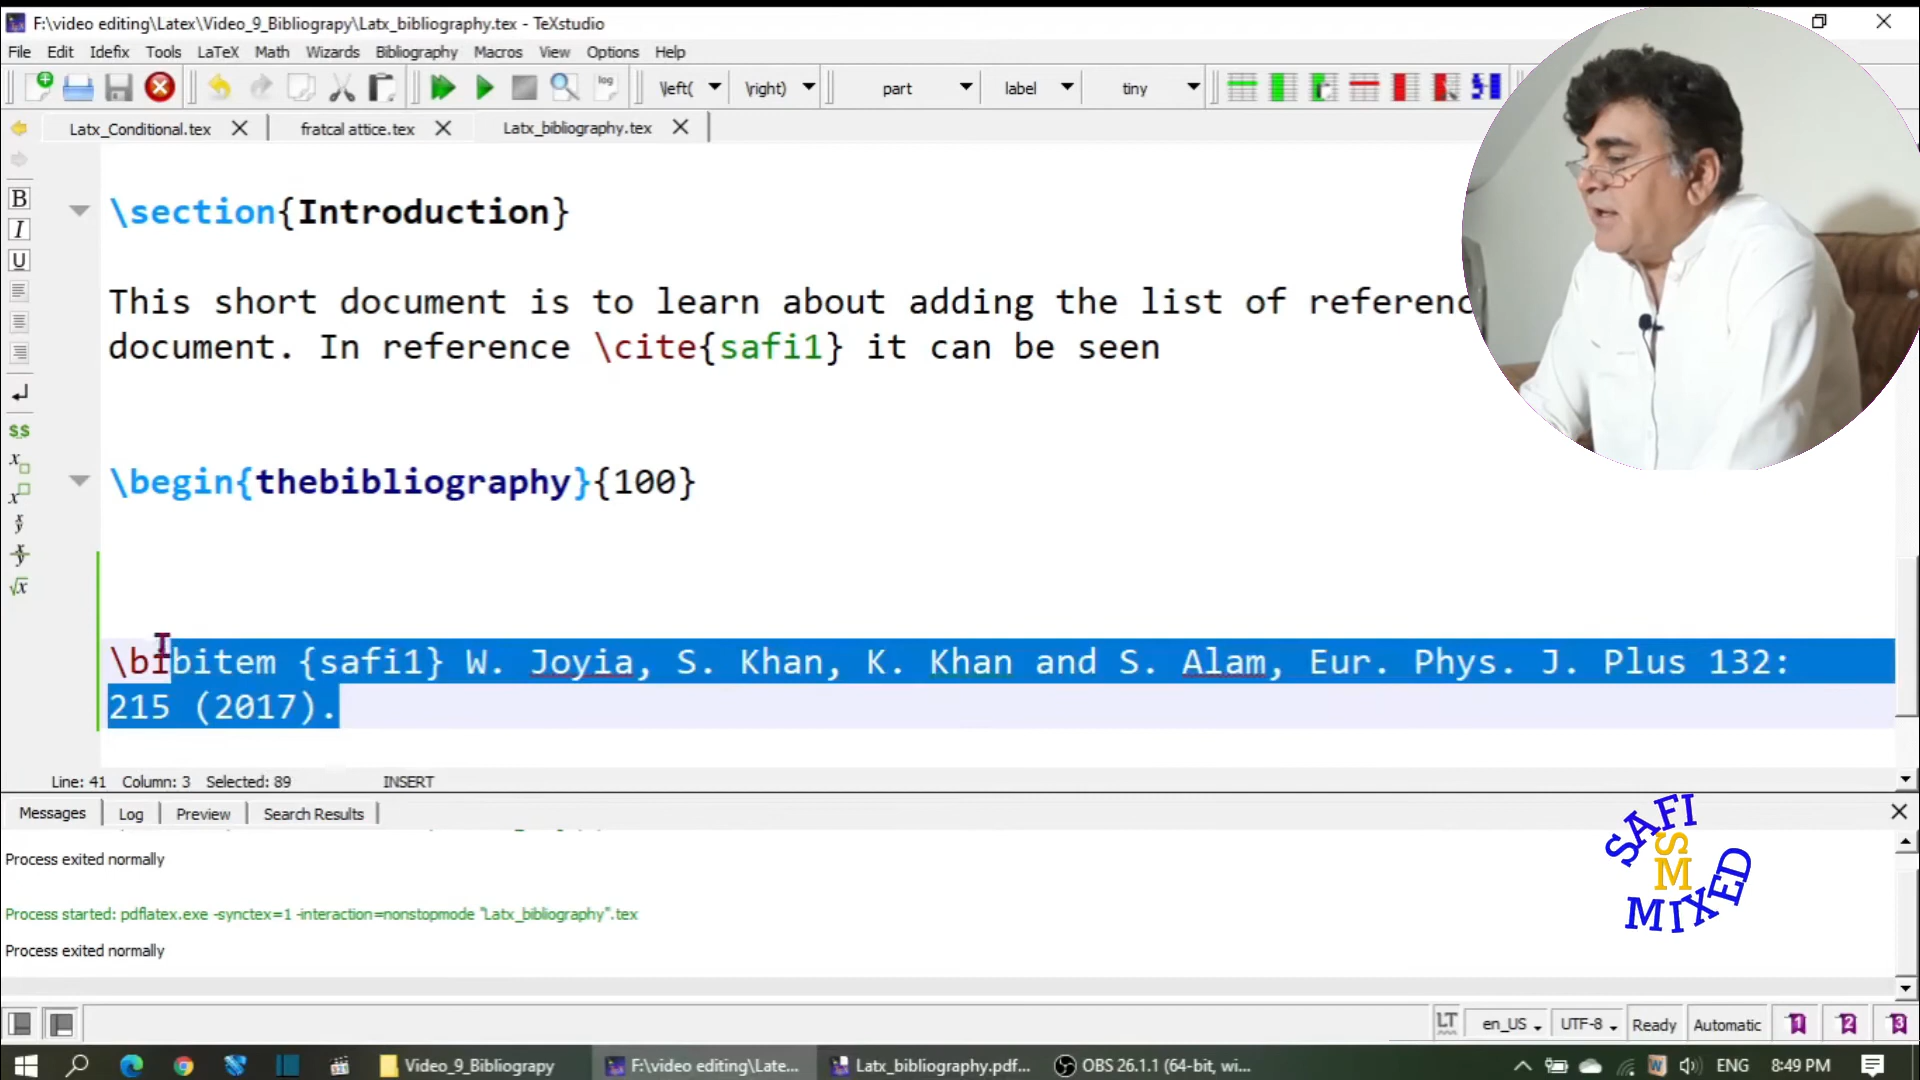 F:\video editing\Latex\Video_9_Bibliograpy\Latx_bibliography.tex - TeXstudio
File Edit Idefix Tools LaTeX Math Wizards Bibliography Macros View Options Help
log \left( \right) part label tiny
Latx_Conditional.tex fratcal attice.tex Latx_bibliography.tex
B
I
U
\section{Introduction}
This short document is to learn about adding the list of referenc
document. In reference \cite{safi1} it can be seen
$$
\begin{thebibliography}{100}
\bibitem {safi1} W. Joyia, S. Khan, K. Khan and S. Alam, Eur. Phys. J. Plus 132:
215 (2017).
Line: 41 Column: 3 Selected: 89 INSERT
Messages Log Preview Search Results
Process exited normally
Process started: pdflatex.exe -synctex=1 -interaction=nonstopmode "Latx_bibliography".tex
Process exited normally
SAFI
SM
MIXED
LT en_US UTF-8 Ready Automatic 1 2 3
Video_9_Bibliograpy F:\video editing\Late... Latx_bibliography.pdf... OBS 26.1.1 (64-bit, wi... ENG 8:49 PM